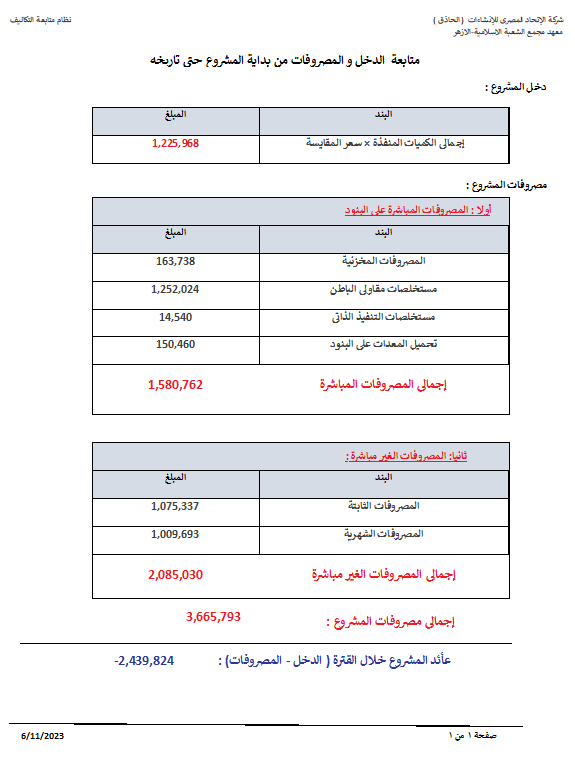 شركة الإتحاد المصرى للإنشاءات ( الحاذق )
نظام متابعة التكاليف
معهد مجمع الشعبة الاسلامية-الازهر
متابعة الدخل و المصروفات من بداية المشروع حتى تاريخه
دخل المشروع :
البند المبلغ
إجمالى الكميات المنفذة × سعر المقايسة 1,225,968
مصروفات المشروع :
أولا : المصروفات المباشرة على البنود
البند المبلغ
المصروفات المخزنية 163,738
مستخلصات مقاولى الباطن 1,252,024
مستخلصات التنفيذ الذاتى 14,540
تحميل المعدات على البنود 150,460
إجمالى المصروفات المباشرة 1,580,762
ثانيا: المصروفات الغير مباشرة :
البند المبلغ
المصروفات الثابتة 1,075,337
المصروفات الشهرية 1,009,693
إجمالى المصروفات الغير مباشرة 2,085,030
إجمالى مصروفات المشروع : 3,665,793
عأئد المشروع خلال الفترة ( الدخل - المصروفات) : -2,439,824
صفحة ١ من ١
6/11/2023